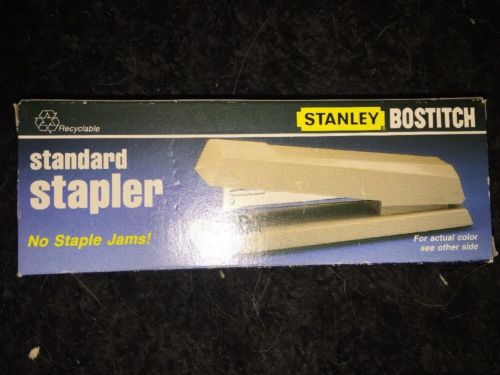 Recyclable
STANLEY BOSTITCH
standard
stapler
No Staple Jams!
For actual color
see other side